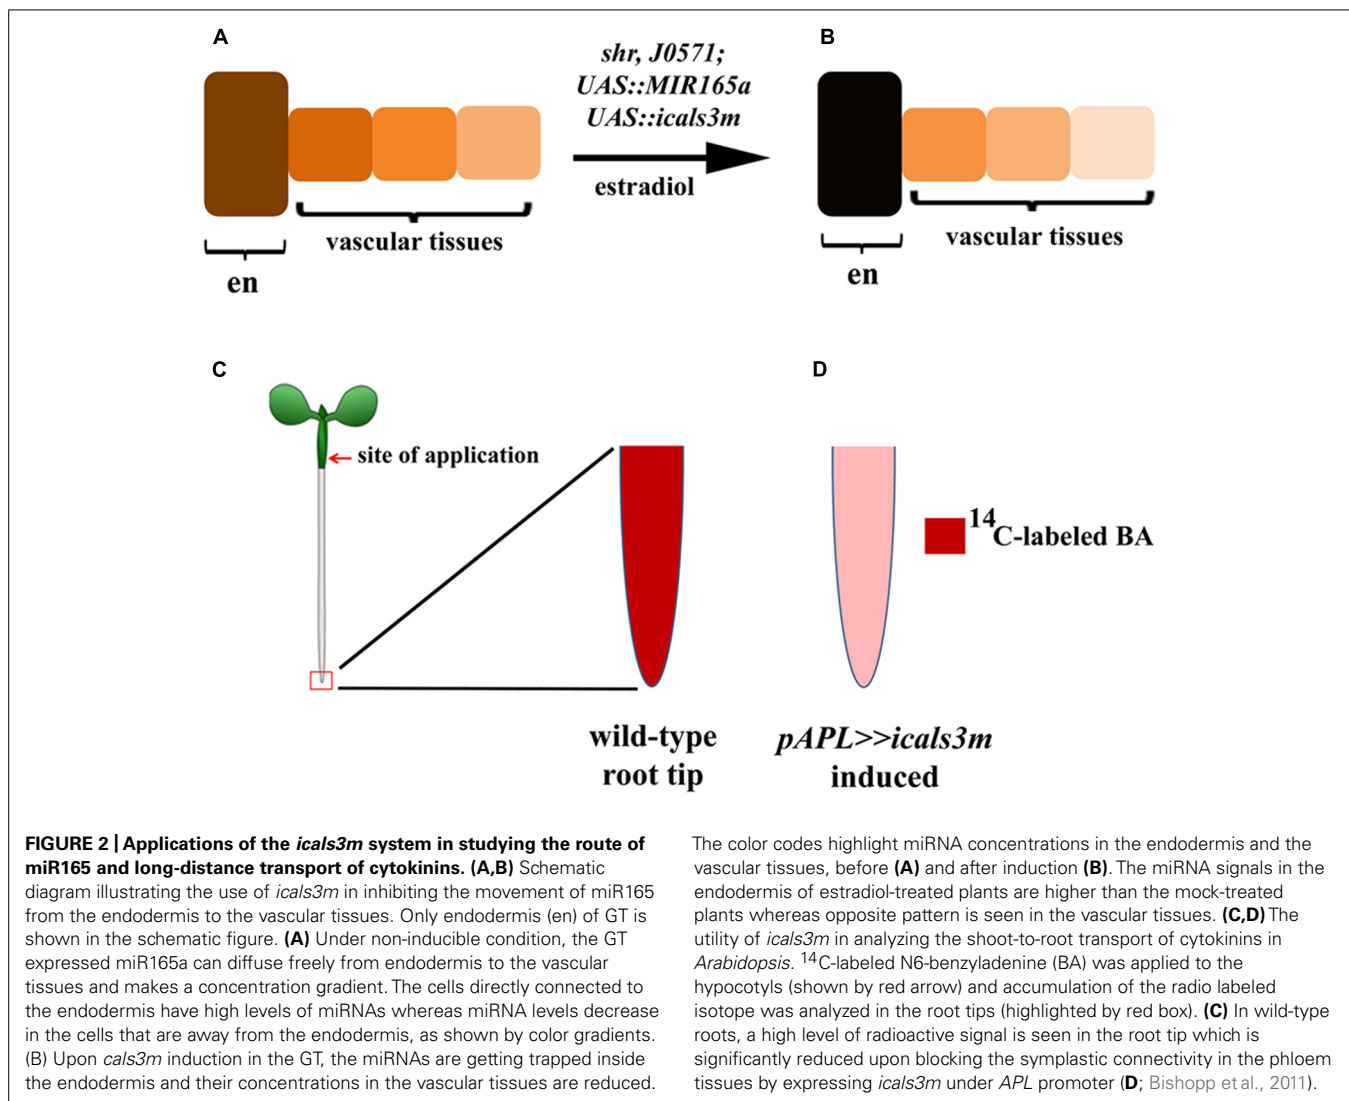 A
B
shr, J0571;
UAS::MIR165a
UAS::icals3m
estradiol
vascular tissues
en
vascular tissues
en
C
D
site of application
14C-labeled BA
wild-type
root tip
pAPL>>icals3m
induced
FIGURE 2 | Applications of the icals3m system in studying the route of
miR165 and long-distance transport of cytokinins. (A,B) Schematic
diagram illustrating the use of icals3m in inhibiting the movement of miR165
from the endodermis to the vascular tissues. Only endodermis (en) of GT is
shown in the schematic figure. (A) Under non-inducible condition, the GT
expressed miR165a can diffuse freely from endodermis to the vascular
tissues and makes a concentration gradient. The cells directly connected to
the endodermis have high levels of miRNAs whereas miRNA levels decrease
in the cells that are away from the endodermis, as shown by color gradients.
(B) Upon cals3m induction in the GT, the miRNAs are getting trapped inside
the endodermis and their concentrations in the vascular tissues are reduced.
The color codes highlight miRNA concentrations in the endodermis and the
vascular tissues, before (A) and after induction (B). The miRNA signals in the
endodermis of estradiol-treated plants are higher than the mock-treated
plants whereas opposite pattern is seen in the vascular tissues. (C,D) The
utility of icals3m in analyzing the shoot-to-root transport of cytokinins in
Arabidopsis. 14C-labeled N6-benzyladenine (BA) was applied to the
hypocotyls (shown by red arrow) and accumulation of the radio labeled
isotope was analyzed in the root tips (highlighted by red box). (C) In wild-type
roots, a high level of radioactive signal is seen in the root tip which is
significantly reduced upon blocking the symplastic connectivity in the phloem
tissues by expressing icals3m under APL promoter (D; Bishopp et al., 2011).